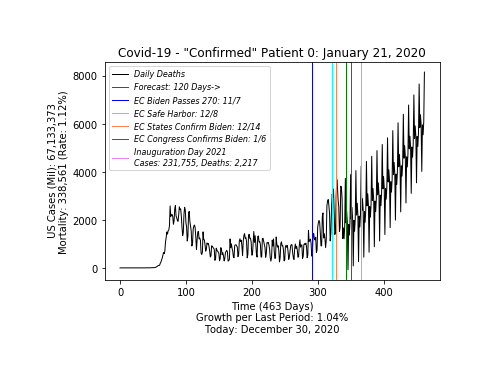 Covid-19 - "Confirmed" Patient 0: January 21, 2020
Daily Deaths
Forecast: 120 Days->
EC Biden Passes 270: 11/7
EC Safe Harbor: 12/8
EC States Confirm Biden: 12/14
EC Congress Confirms Biden: 1/6
Inauguration Day 2021
Cases: 231,755, Deaths: 2,217
US Cases (Mil): 67,133,373
Mortality: 338,561 (Rate: 1.12%)
8000
6000
4000
2000
0
0 100 200 300 400
Time (463 Days)
Growth per Last Period: 1.04%
Today: December 30, 2020